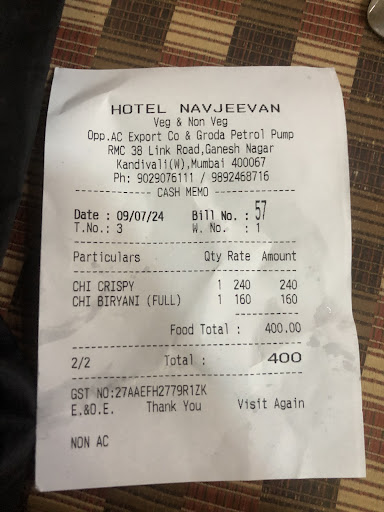 HOTEL NAVJEEVAN
Veg & Non Veg
Opp.AC Export Co & Groda Petrol Pump
RMC 38 Link Road,Ganesh Nagar
Kandivali(W),Mumbai 400067
Ph: 9029076111 / 9892468716
CASH MEMO
Date : 09/07/24 Bill No. : 57
T.No.: 3 W. No. : 1
Particulars Qty Rate Amount
CHI CRISPY 1 240 240
CHI BIRYANI (FULL) 1 160 160
Food Total : 400.00
2/2 Total : 400
GST NO:27AAEFH2779R1ZK
E.&O.E. Thank You Visit Again
NON AC